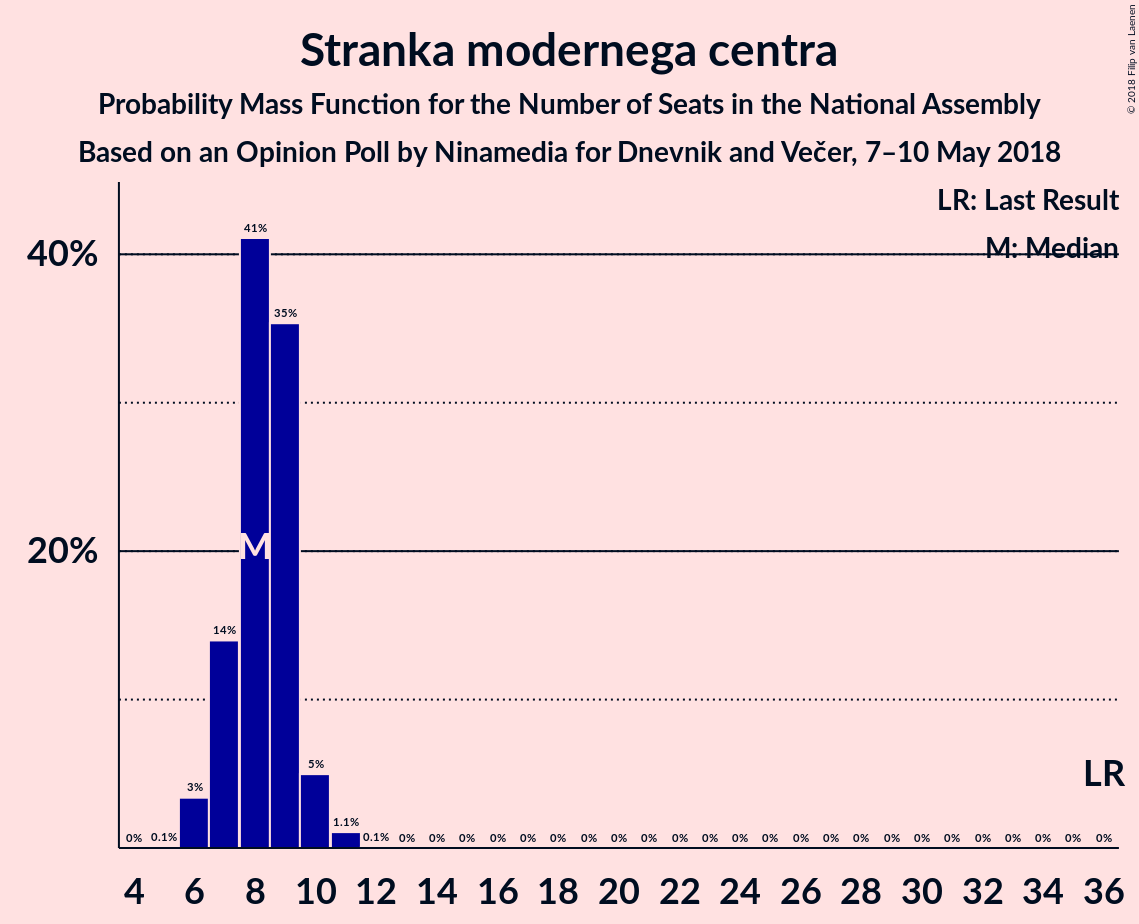 Stranka modernega centra
Probability Mass Function for the Number of Seats in the National Assembly
Based on an Opinion Poll by Ninamedia for Dnevnik and Večer, 7–10 May 2018
© 2018 Filip van Laenen
LR: Last Result
M: Median
40%
20%
41%
35%
14%
5%
3%
1.1%
M
LR
0% 0.1% 0.1% 0% 0% 0% 0% 0% 0% 0% 0% 0% 0% 0% 0% 0% 0% 0% 0% 0% 0% 0% 0% 0% 0% 0% 0%
4 6 8 10 12 14 16 18 20 22 24 26 28 30 32 34 36